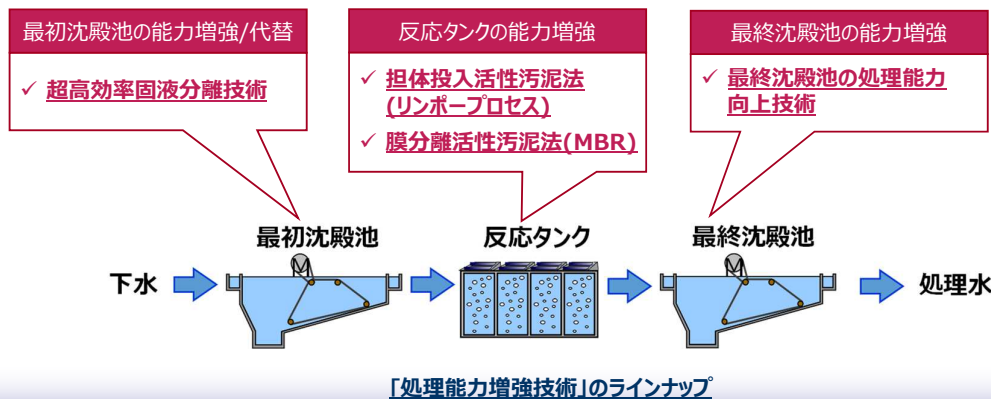 最初沈殿池の能力増強/代替
✓ 超高効率固液分離技術
反応タンクの能力増強
✓ 担体投入活性汚泥法
(リンポープロセス)
✓ 膜分離活性汚泥法(MBR)
最終沈殿池の能力増強
✓ 最終沈殿池の処理能力
向上技術
最初沈殿池
反応タンク
最終沈殿池
下水
処理水
「処理能力増強技術」のラインナップ